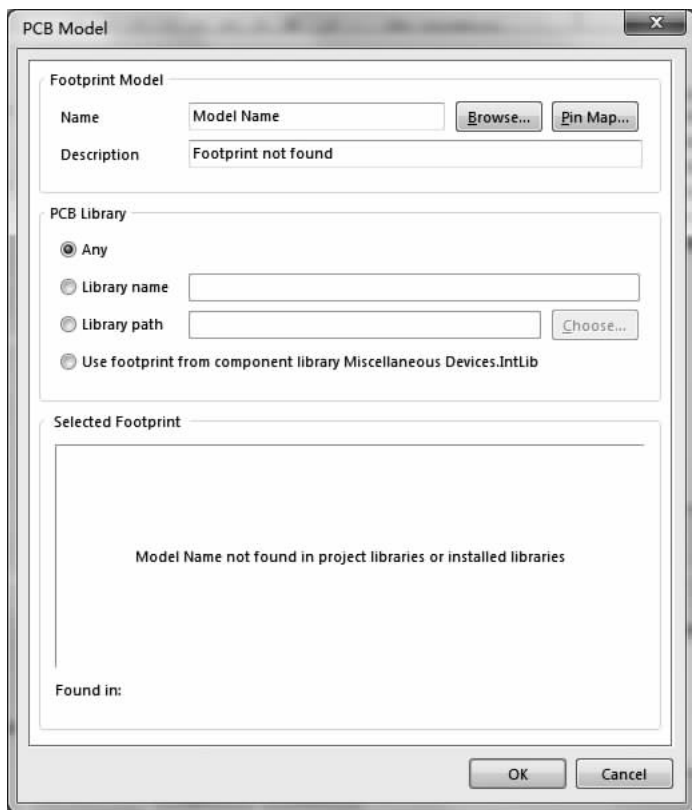 PCB Model
Footprint Model
Name Model Name Browse... Pin Map...
Description Footprint not found
PCB Library
Any
Library name
Library path Choose...
Use footprint from component library Miscellaneous Devices.IntLib
Selected Footprint
Model Name not found in project libraries or installed libraries
Found in:
OK Cancel